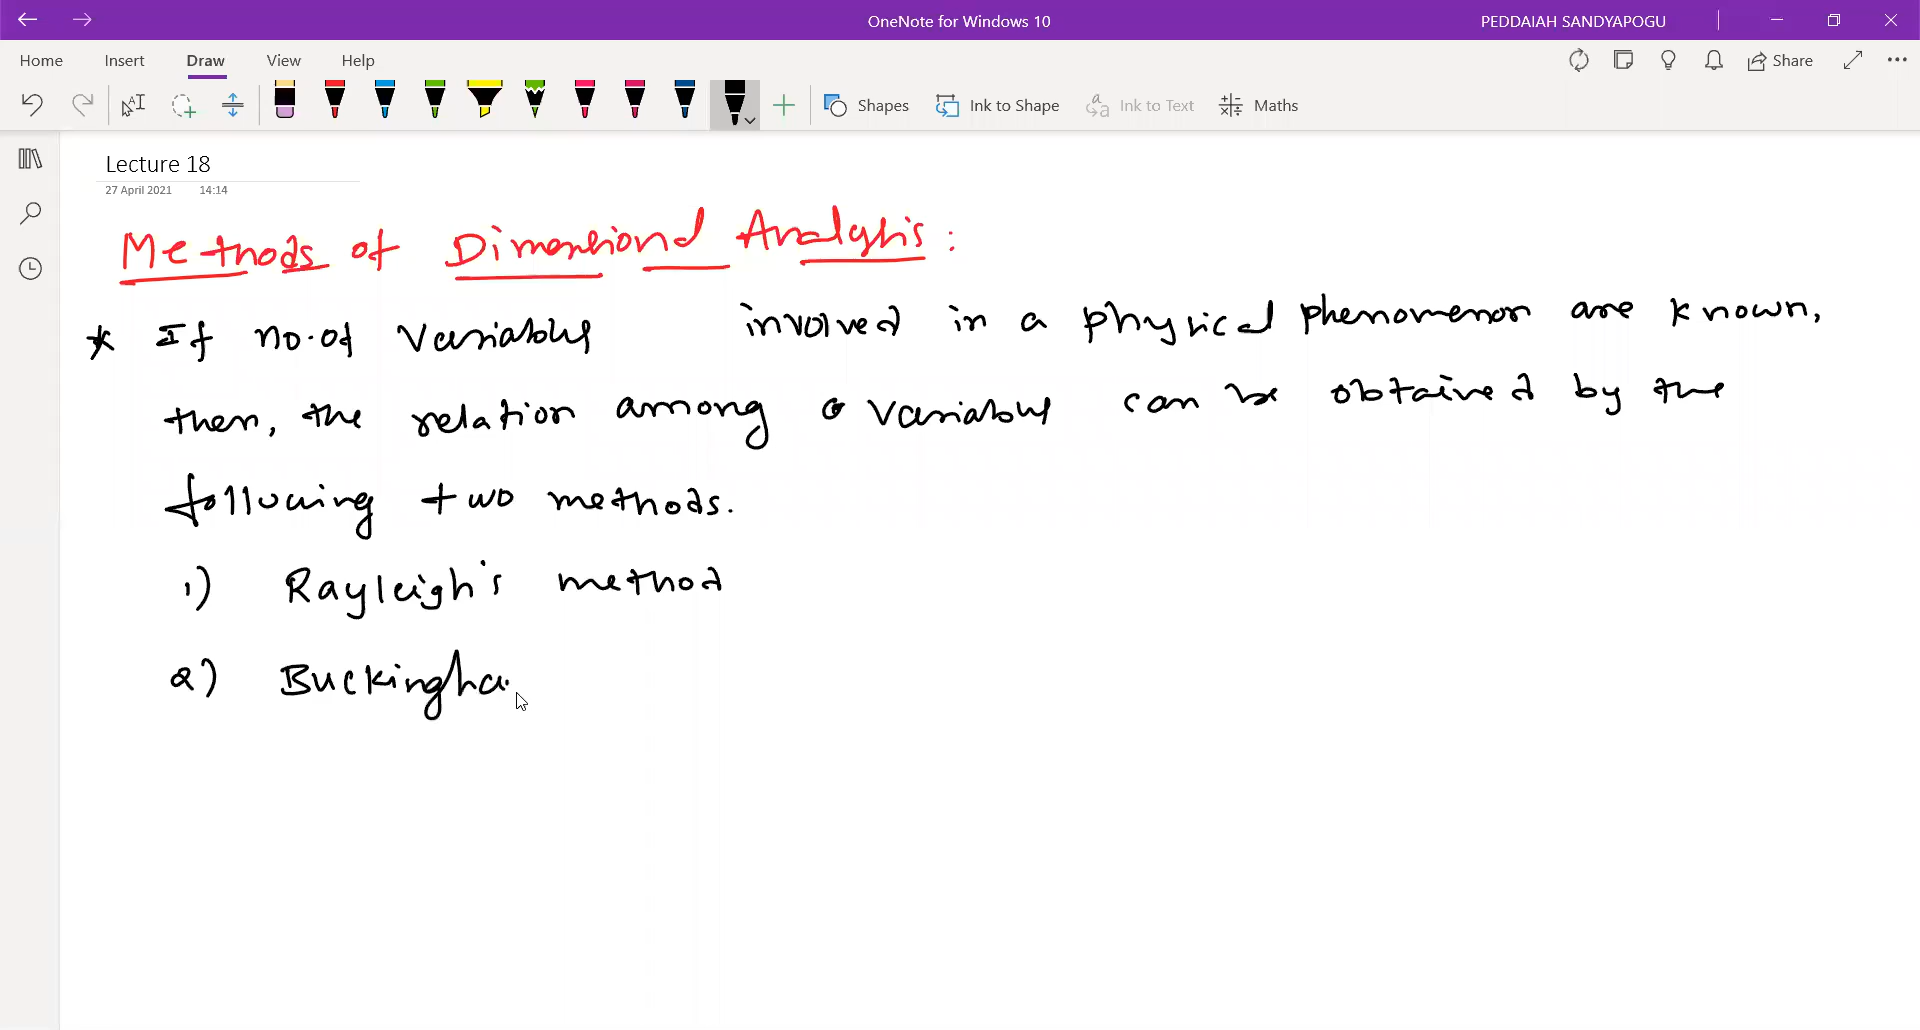 OneNote for Windows 10
PEDDAIAH SANDYAPOGU
Home Insert Draw View Help
Share
Shapes Ink to Shape Ink to Text Maths
Lecture 18
27 April 2021 14:14
Methods of Dimensional Analysis:
* If no.of variables involved in a physical phenomenon are known,
then, the relation among variables can be obtained by the
following two methods.
1) Rayleigh's method
2) Buckingha